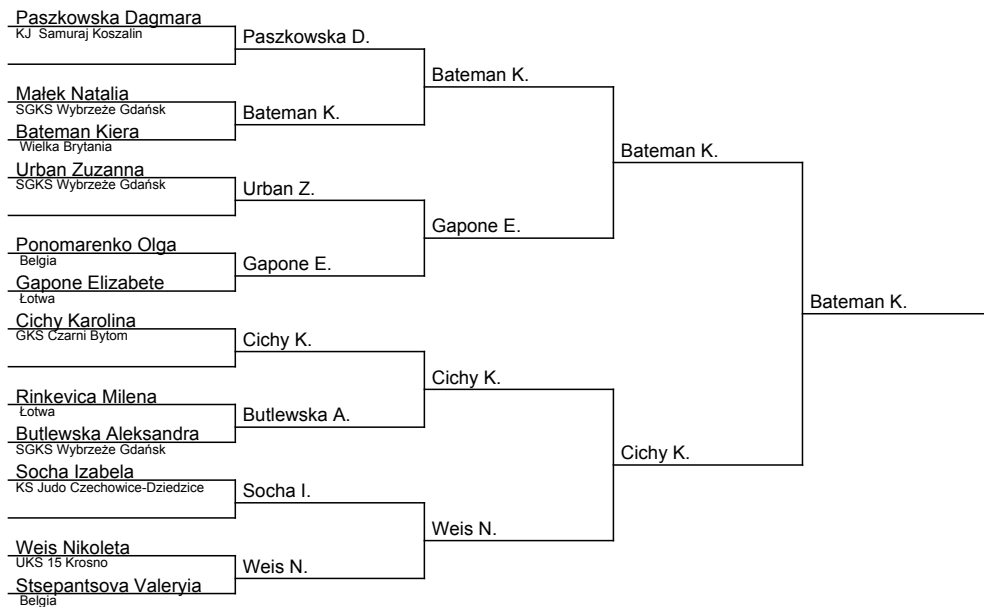 Paszkowska Dagmara
KJ Samuraj Koszalin
Paszkowska D.
Bateman K.
Małek Natalia
SGKS Wybrzeże Gdańsk
Bateman K.
Bateman Kiera
Wielka Brytania
Bateman K.
Urban Zuzanna
SGKS Wybrzeże Gdańsk
Urban Z.
Gapone E.
Ponomarenko Olga
Belgia
Gapone E.
Gapone Elizabete
Łotwa
Bateman K.
Cichy Karolina
GKS Czarni Bytom
Cichy K.
Cichy K.
Rinkevica Milena
Łotwa
Butlewska A.
Butlewska Aleksandra
SGKS Wybrzeże Gdańsk
Cichy K.
Socha Izabela
KS Judo Czechowice-Dziedzice
Socha I.
Weis N.
Weis Nikoleta
UKS 15 Krosno
Weis N.
Stsepantsova Valeryia
Belgia